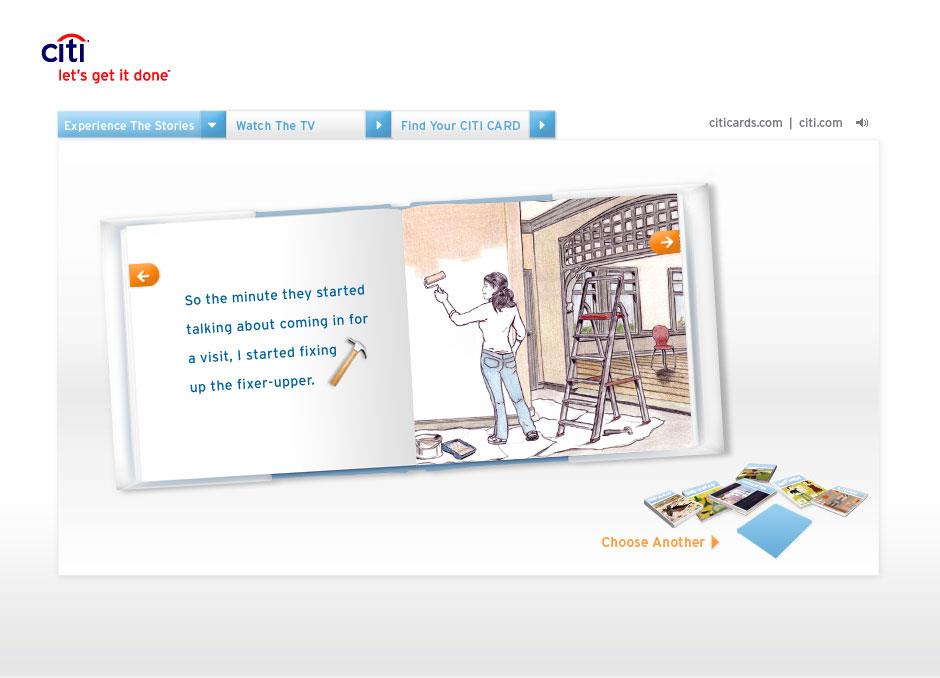 citi
let's get it done
Experience The Stories
Watch The TV
Find Your CITI CARD
citicards.com | citi.com
So the minute they started
talking about coming in for
a visit, I started fixing
up the fixer-upper.
Choose Another